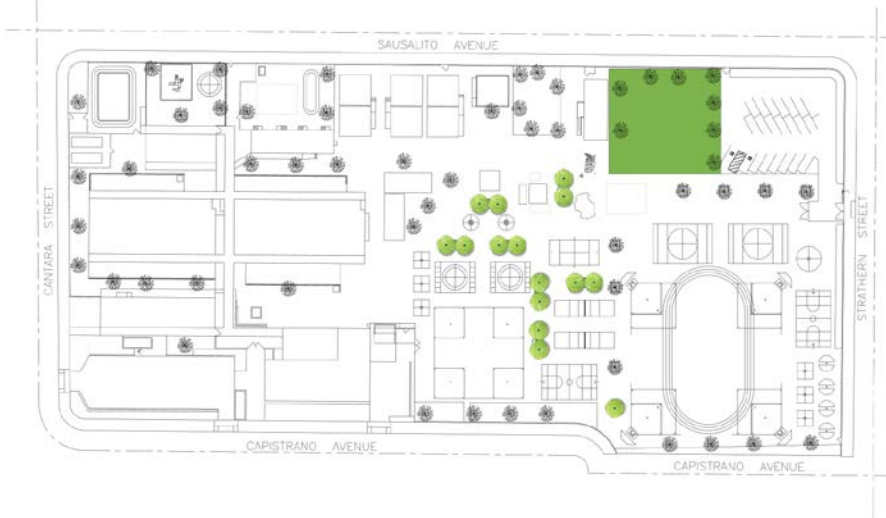 SAUSALITO AVENUE
CANTARA STREET
STRATHERN STREET
CAPISTRANO AVENUE
CAPISTRANO AVENUE